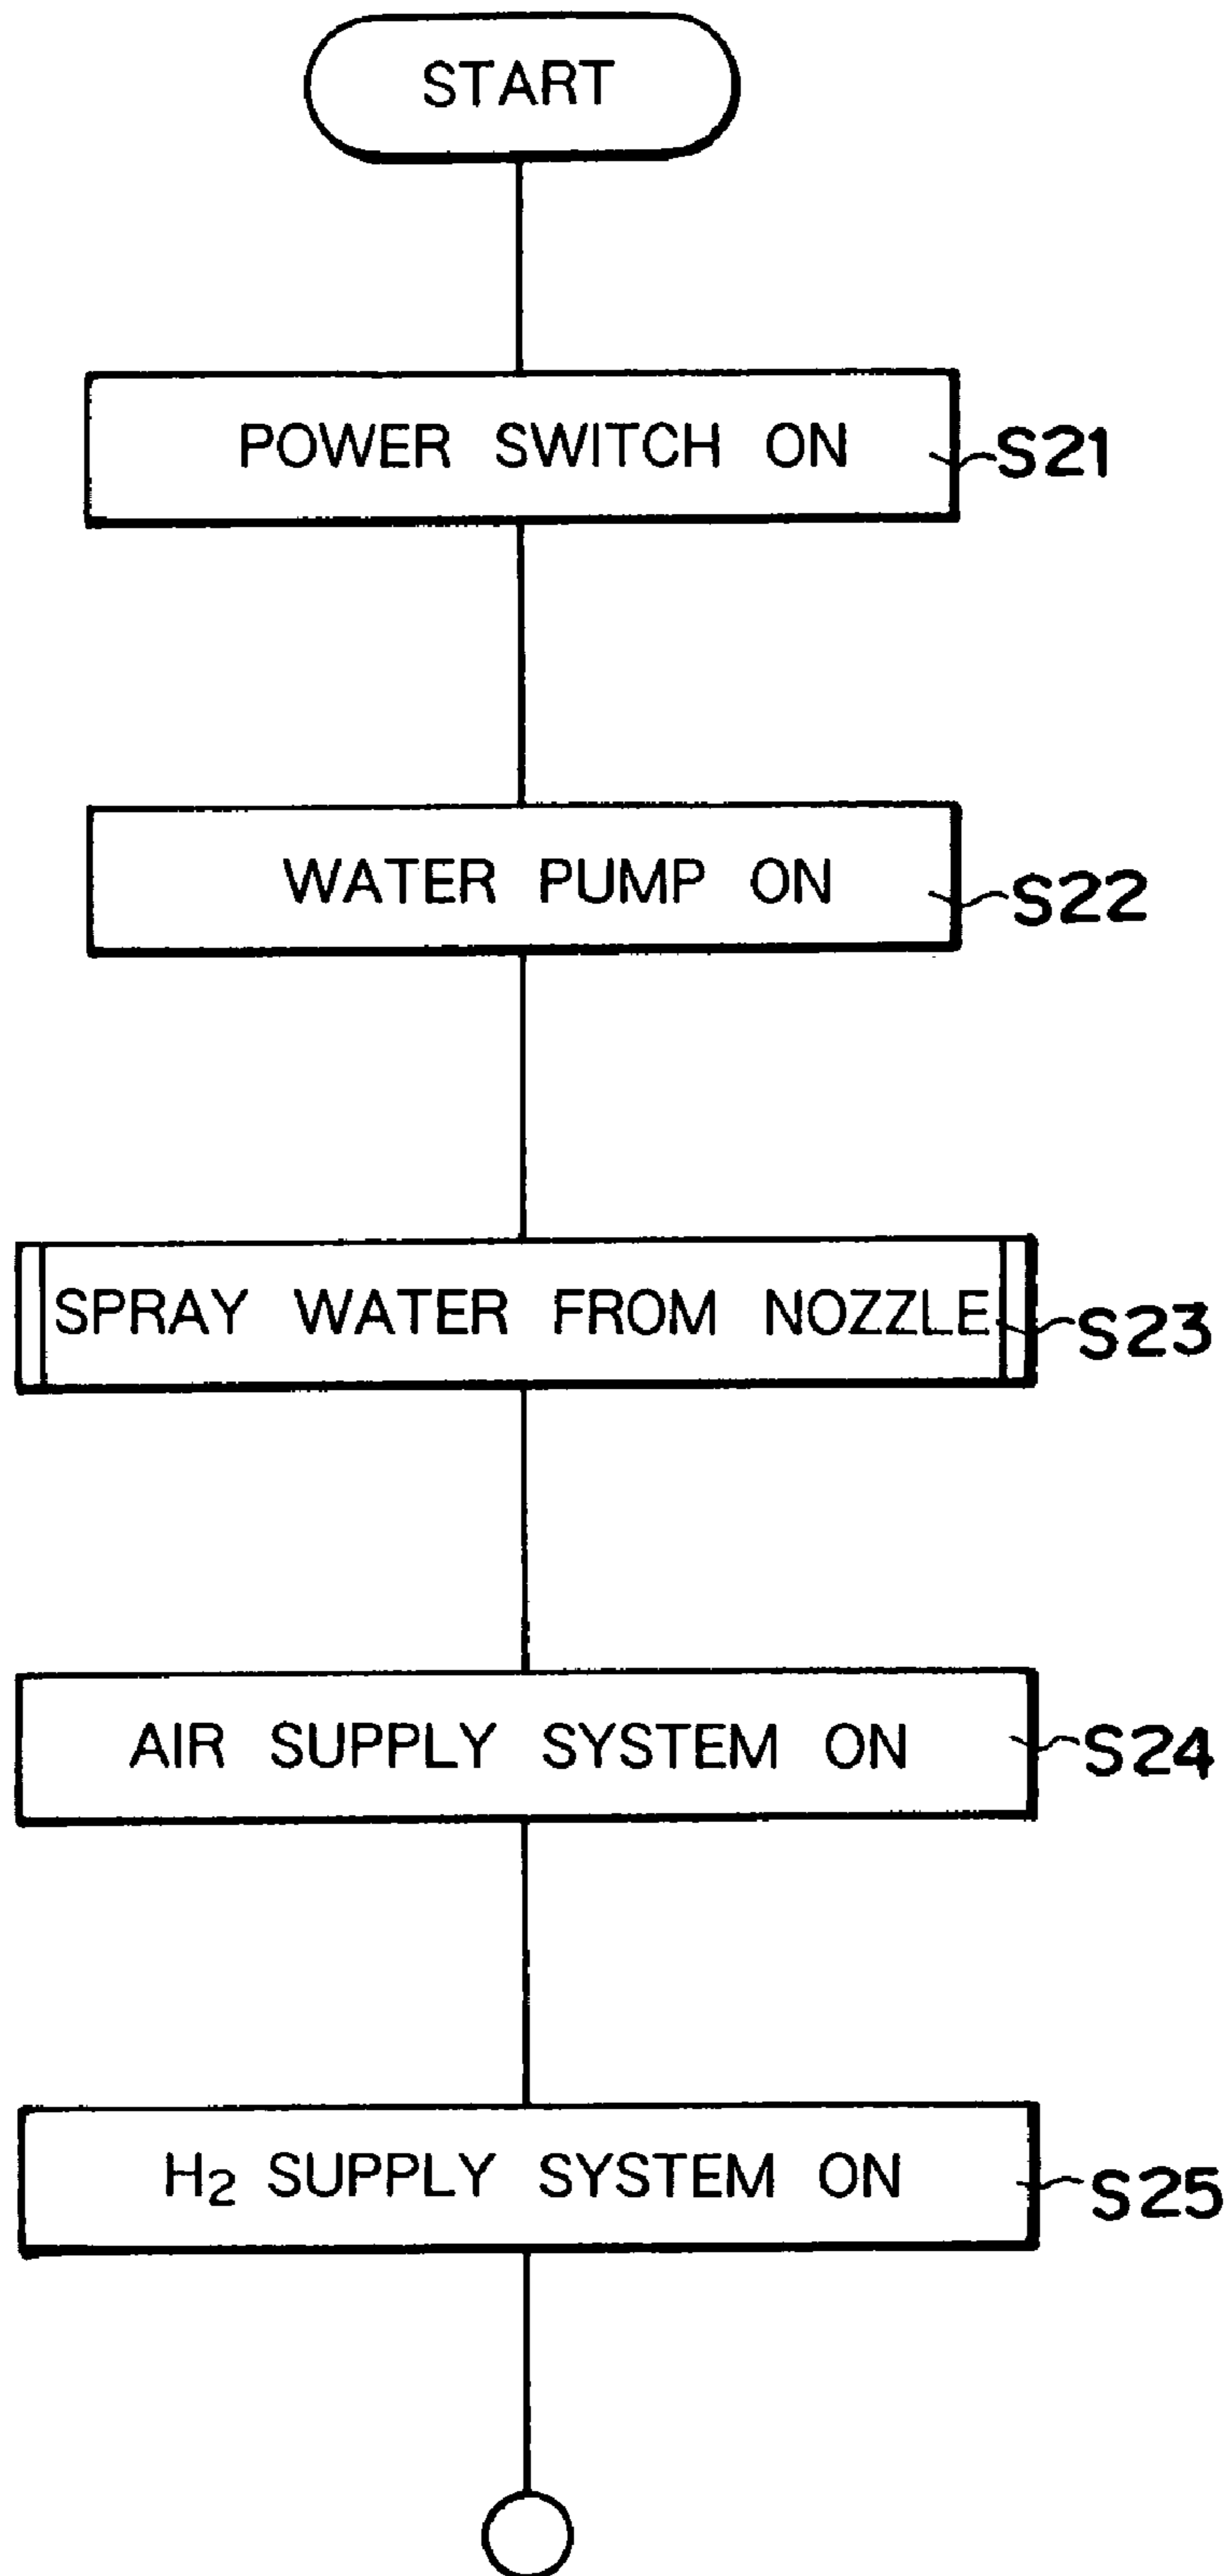 START
POWER SWITCH ON
S21
WATER PUMP ON
S22
SPRAY WATER FROM NOZZLE
S23
AIR SUPPLY SYSTEM ON
S24
H2 SUPPLY SYSTEM ON
S25